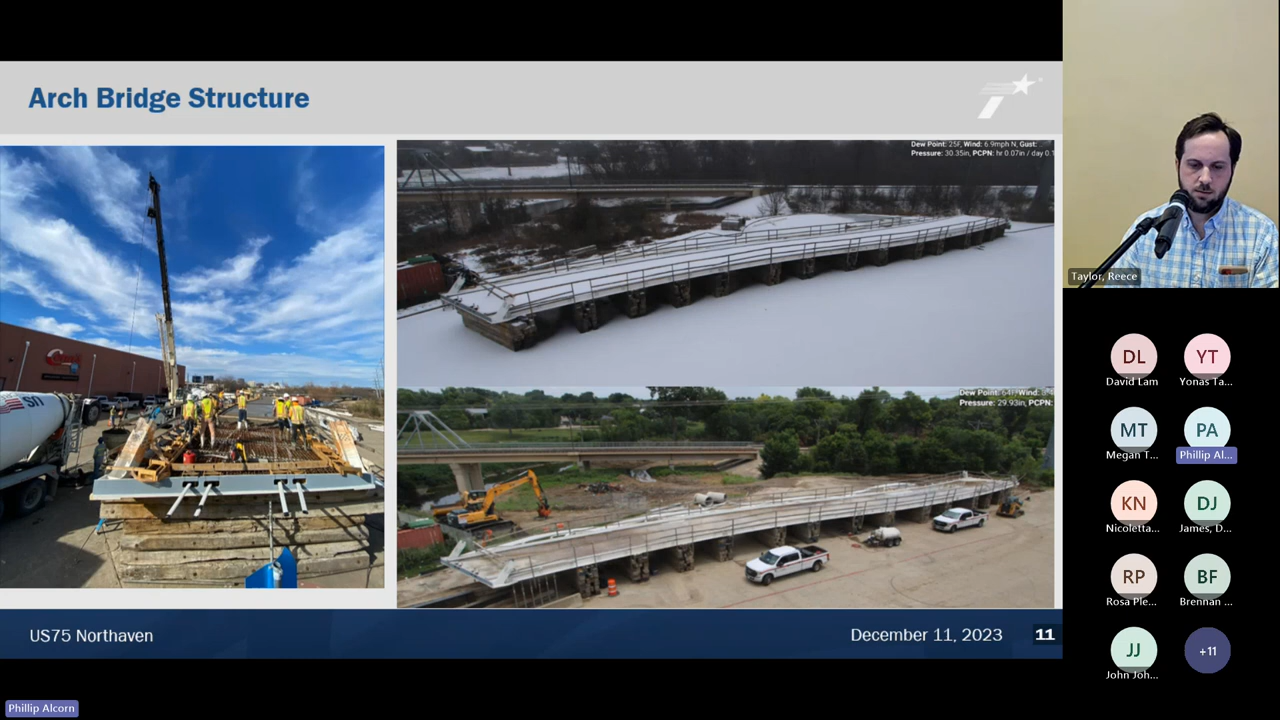 Arch Bridge Structure
Dew Point: 25F, Wind: 6.9mph N, Gust:
Pressure: 30.35in, PCPN: hr 0.07in / day 0.1
Pressure: 29.93in, PCPN:
US75 Northaven
December 11, 2023
11
Taylor, Reece
DL
YT
David Lam
Yonas Ta...
MT
PA
Megan T...
Phillip Al...
KN
DJ
Nicoletta...
James, D...
RP
BF
Rosa Ple...
Brennan ...
JJ
+11
John Joh...
Phillip Alcorn